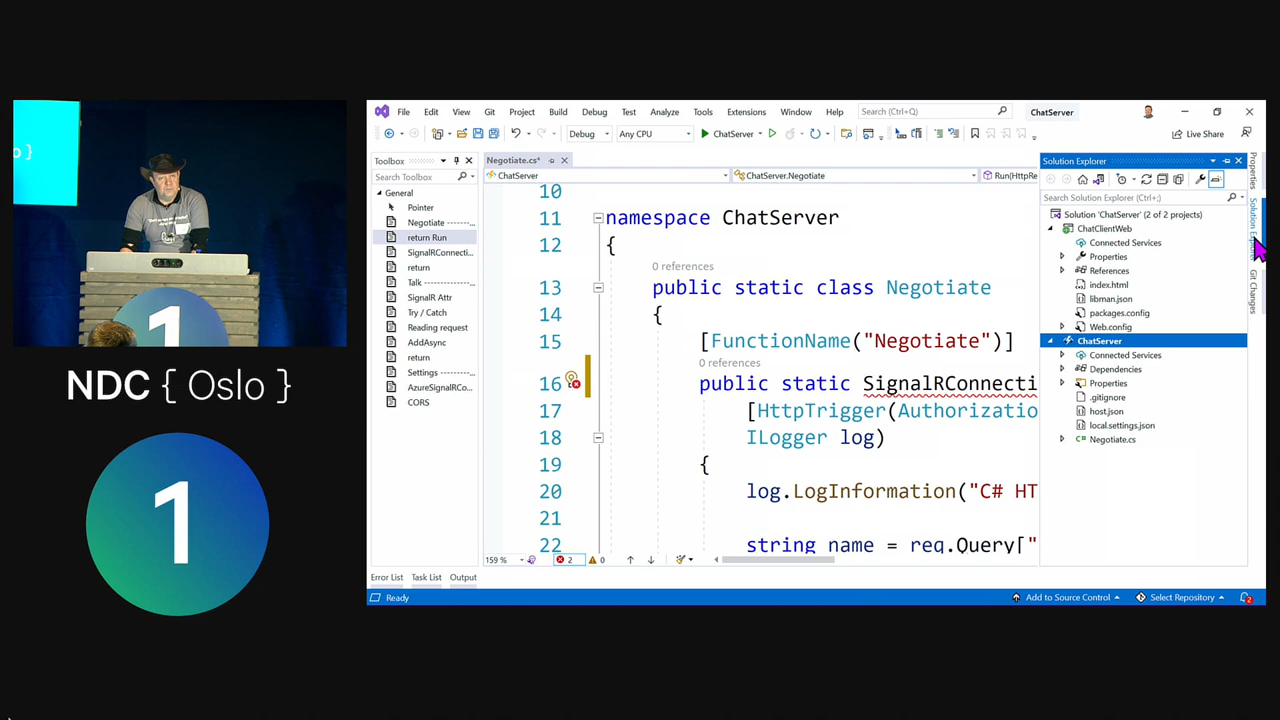 o }
1
NDC { Oslo }
1
File Edit View Git Project Build Debug Test Analyze Tools Extensions Window Help Search (Ctrl+Q) ChatServer
Debug Any CPU ChatServer Live Share
Toolbox
Search Toolbox
General
Pointer
Negotiate
return Run
SignalRConnecti...
return
Talk
SignalR Attr
Try / Catch
Reading request
AddAsync
return
Settings
AzureSignalRCo...
CORS
Negotiate.cs*
ChatServer ChatServer.Negotiate Run(HttpRe
10
11 namespace ChatServer
12 {
0 references
13 public static class Negotiate
14 {
15 [FunctionName("Negotiate")]
0 references
16 public static SignalRConnecti
17 [HttpTrigger(Authorizatio
18 ILogger log)
19 {
20 log.LogInformation("C# HT
21
22 string name = req.Query["
159 % 2 0
Solution Explorer
Search Solution Explorer (Ctrl+;)
Solution 'ChatServer' (2 of 2 projects)
ChatClientWeb
Connected Services
Properties
References
index.html
libman.json
packages.config
Web.config
ChatServer
Connected Services
Dependencies
Properties
.gitignore
host.json
local.settings.json
Negotiate.cs
Properties
Solution Explorer
Git Changes
Error List Task List Output
Ready Add to Source Control Select Repository 2